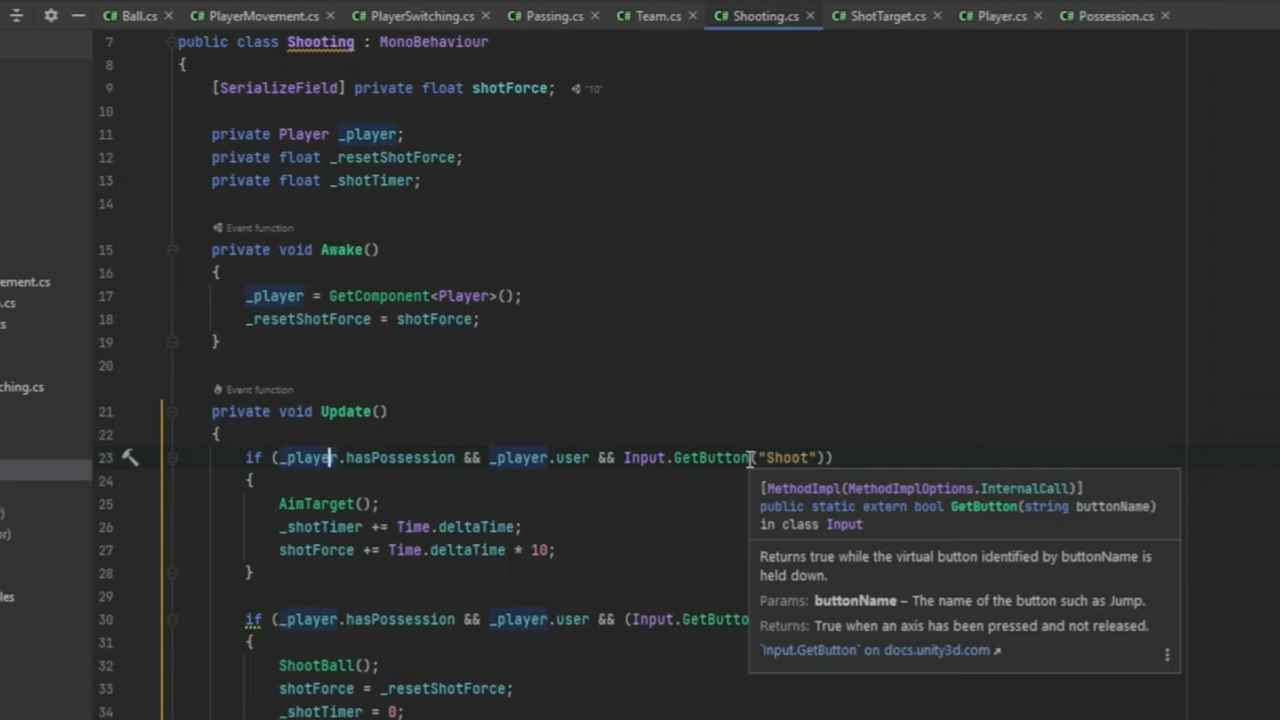 C# Ball.cs × C# PlayerMovement.cs × C# PlayerSwitching.cs × C# Passing.cs × C# Team.cs × C# Shooting.cs × C# ShotTarget.cs × C# Player.cs × C# Possession.cs ×
7 public class Shooting : MonoBehaviour
8 {
9 [SerializeField] private float shotForce; "10"
10
11 private Player _player;
12 private float _resetShotForce;
13 private float _shotTimer;
14
Event function
15 private void Awake()
ement.cs
16 {
17 _player = GetComponent<Player>();
.cs
18 _resetShotForce = shotForce;
s
19 }
20
ching.cs
Event function
21 private void Update()
22 {
23 if (_player.hasPossession && _player.user && Input.GetButton("Shoot"))
24 {
[MethodImpl(MethodImplOptions.InternalCall)]
public static extern bool GetButton(string buttonName)
in class Input
Returns true while the virtual button identified by buttonName is
held down.
Params: buttonName – The name of the button such as Jump.
Returns: True when an axis has been pressed and not released.
`Input.GetButton` on docs.unity3d.com
25 AimTarget();
)
26 _shotTimer += Time.deltaTime;
or)
27 shotForce += Time.deltaTime * 10;
28 }
les
29
30 if (_player.hasPossession && _player.user && (Input.GetButto
31 {
32 ShootBall();
33 shotForce = _resetShotForce;
34 _shotTimer = 0;